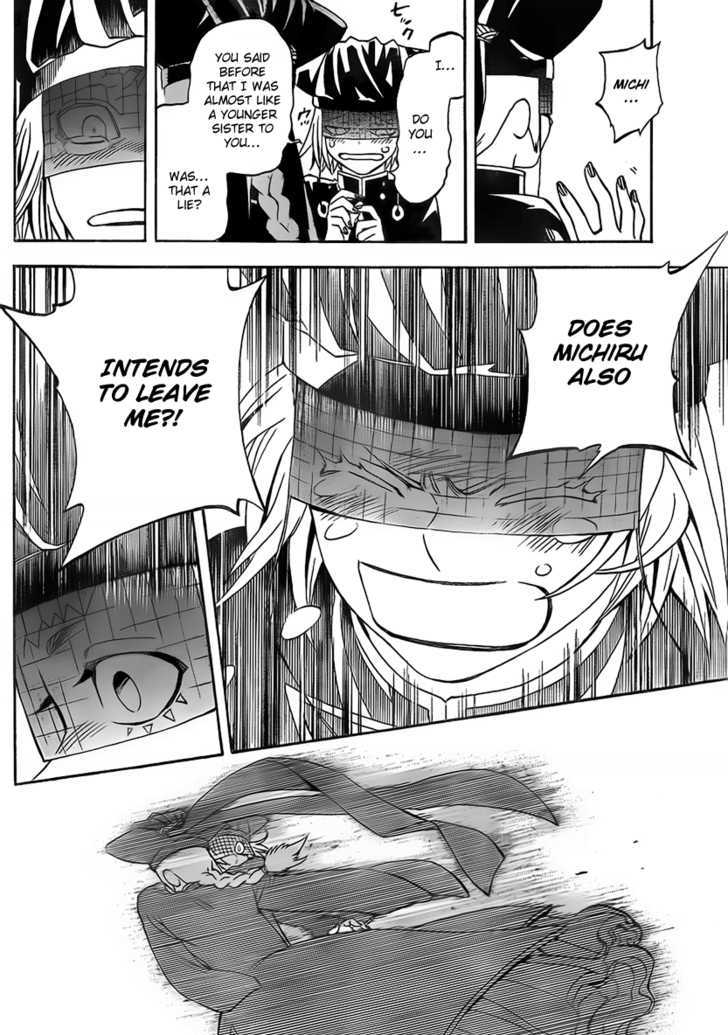 MICHI
...
I...
DO
YOU
...
YOU SAID
BEFORE
THAT I WAS
ALMOST LIKE
A YOUNGER
SISTER TO
YOU...
WAS...
THAT A
LIE?
DOES
MICHIRU
ALSO
INTENDS
TO LEAVE
ME?!